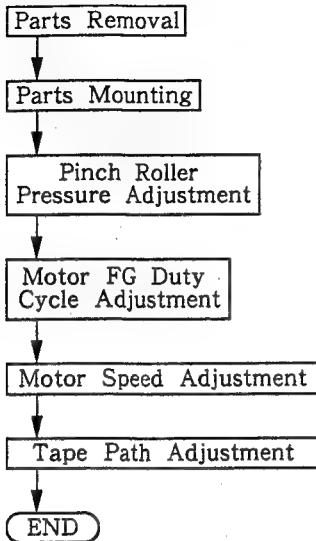 Parts Removal
Parts Mounting
Pinch Roller
Pressure Adjustment
Motor FG Duty
Cycle Adjustment
Motor Speed Adjustment
Tape Path Adjustment
END